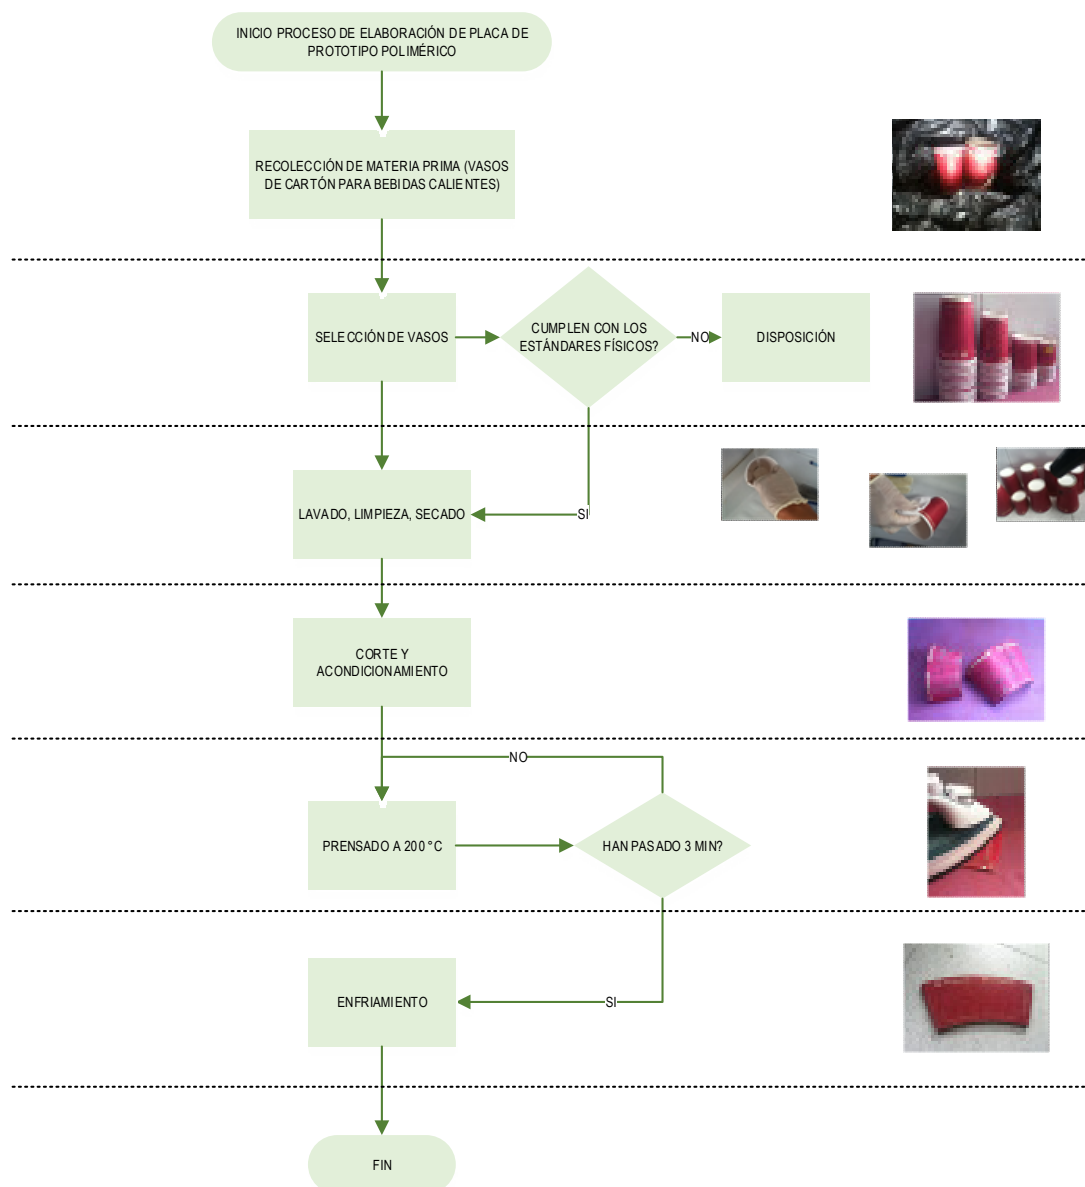 INICIO PROCESO DE ELABORACIÓN DE PLACA DE
PROTOTIPO POLIMÉRICO
RECOLECCIÓN DE MATERIA PRIMA (VASOS
DE CARTÓN PARA BEBIDAS CALIENTES)
SELECCIÓN DE VASOS
CUMPLEN CON LOS
ESTÁNDARES FÍSICOS?
NO
DISPOSICIÓN
LAVADO, LIMPIEZA, SECADO
SI
CORTE Y
ACONDICIONAMIENTO
NO
PRENSADO A 200 °C
HAN PASADO 3 MIN?
ENFRIAMIENTO
SI
FIN